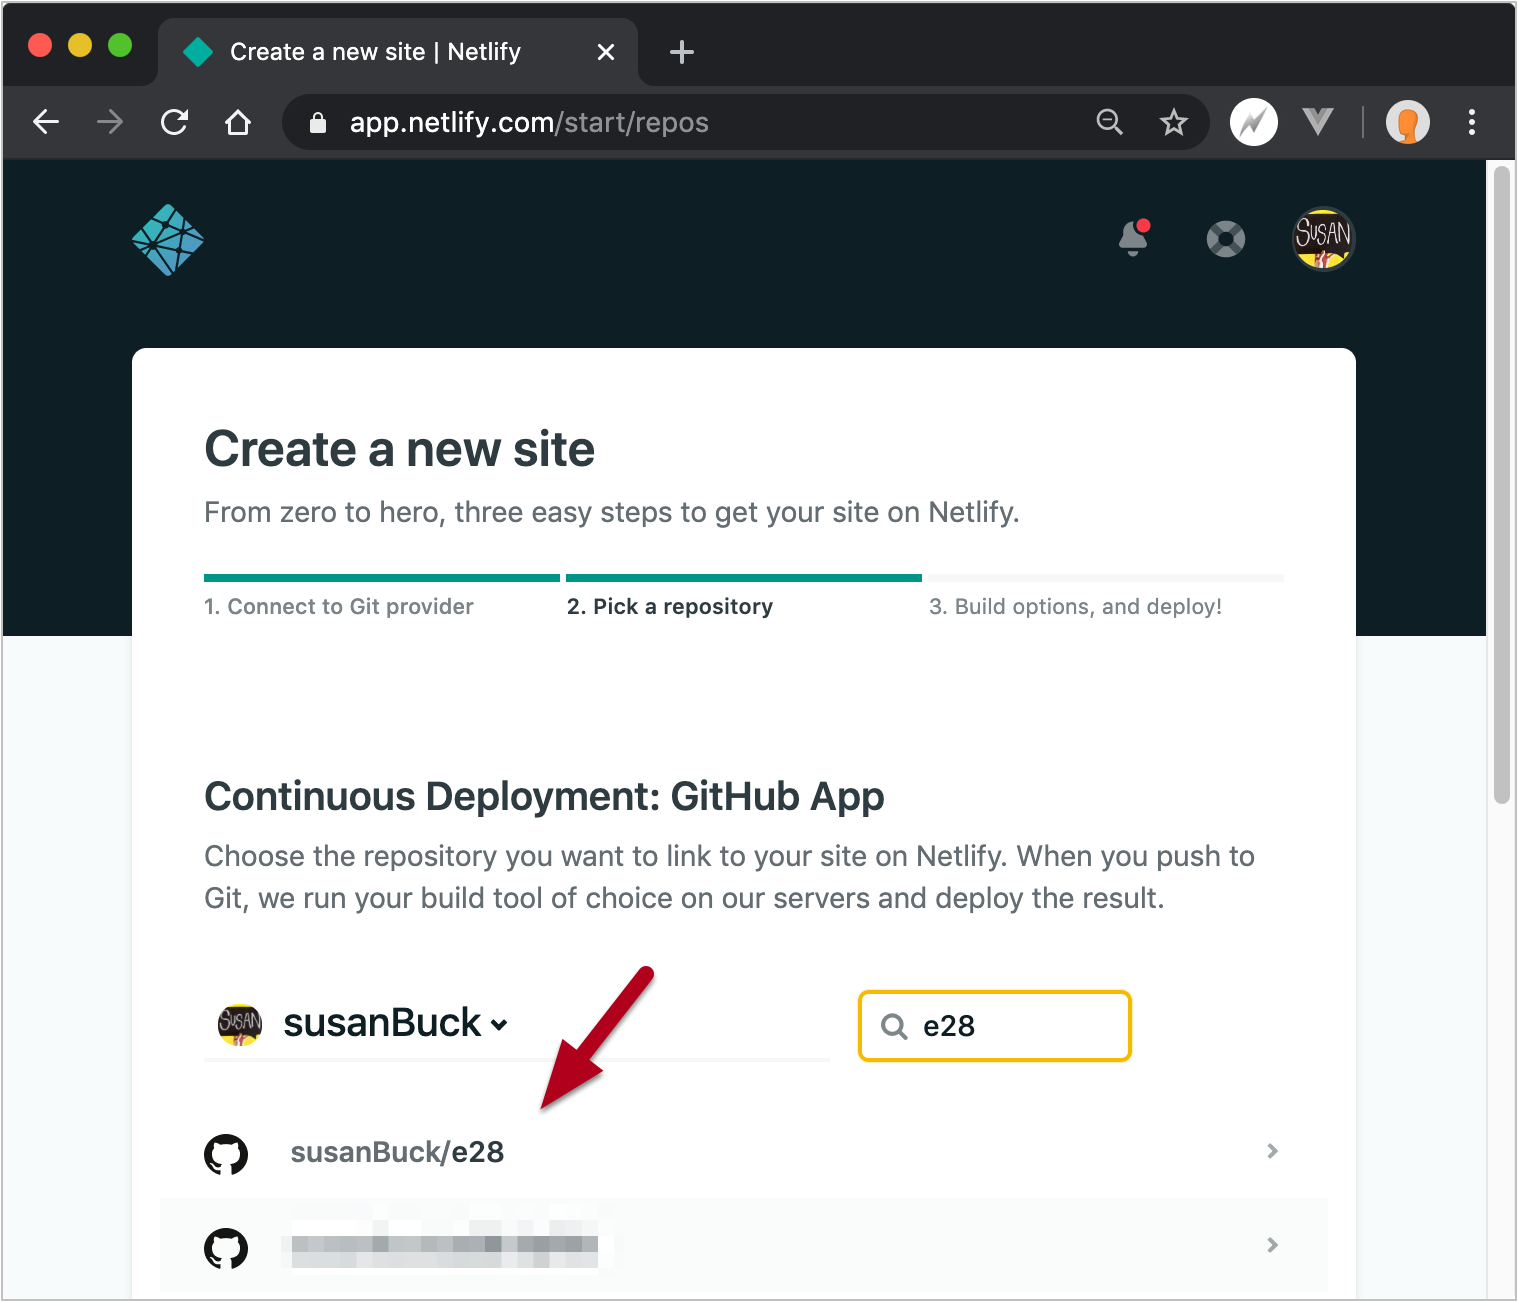 Create a new site | Netlify
app.netlify.com/start/repos
SUSAN
Create a new site
From zero to hero, three easy steps to get your site on Netlify.
1. Connect to Git provider
2. Pick a repository
3. Build options, and deploy!
Continuous Deployment: GitHub App
Choose the repository you want to link to your site on Netlify. When you push to
Git, we run your build tool of choice on our servers and deploy the result.
SUSAN
susanBuck
e28
susanBuck/e28